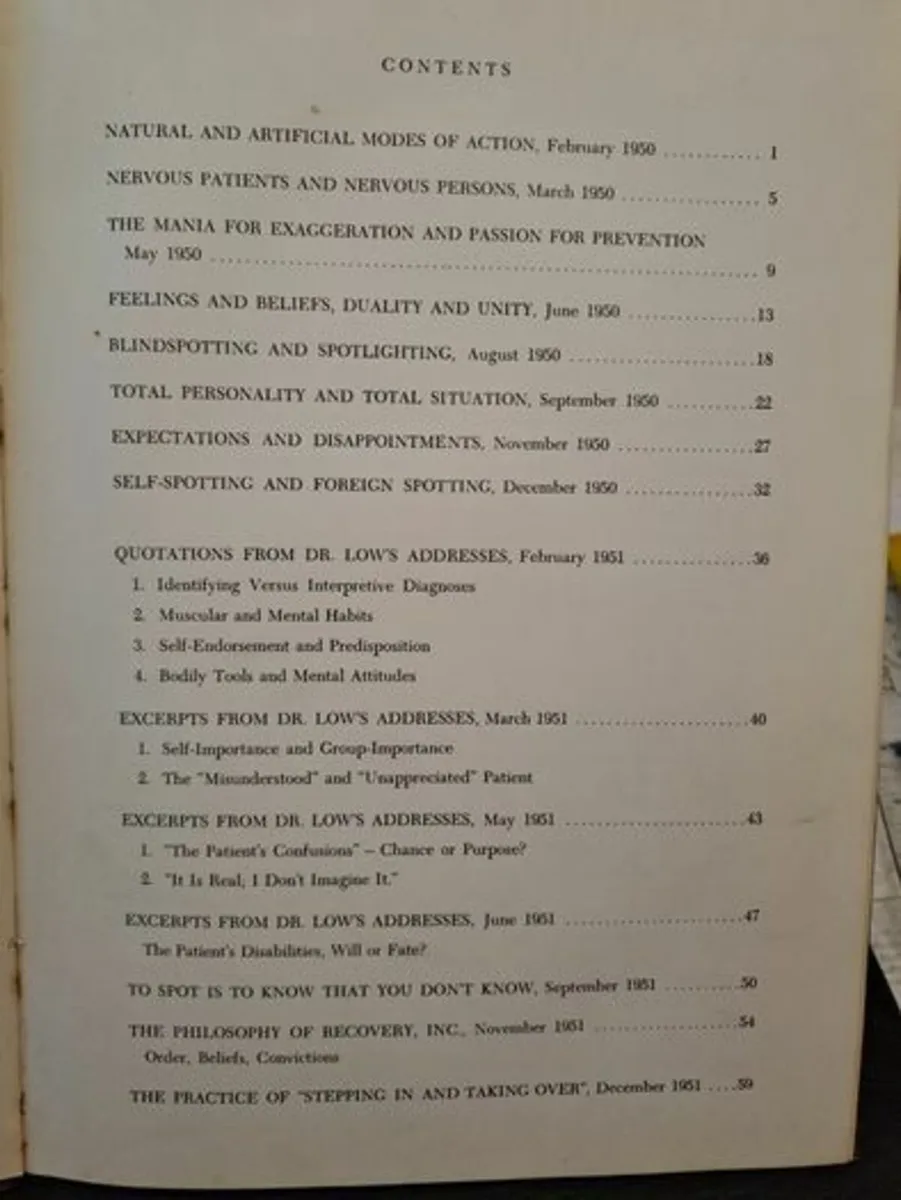 CONTENTS
NATURAL AND ARTIFICIAL MODES OF ACTION, February 1950 ............ 1
NERVOUS PATIENTS AND NERVOUS PERSONS, March 1950 ................. 5
THE MANIA FOR EXAGGERATION AND PASSION FOR PREVENTION
May 1950 ................................................................ 9
FEELINGS AND BELIEFS, DUALITY AND UNITY, June 1950 ................13
BLINDSPOTTING AND SPOTLIGHTING, August 1950 ........................18
TOTAL PERSONALITY AND TOTAL SITUATION, September 1950 ...........22
EXPECTATIONS AND DISAPPOINTMENTS, November 1950 .................27
SELF-SPOTTING AND FOREIGN SPOTTING, December 1950 ................32
QUOTATIONS FROM DR. LOW'S ADDRESSES, February 1951 ...............36
1. Identifying Versus Interpretive Diagnoses
2. Muscular and Mental Habits
3. Self-Endorsement and Predisposition
4. Bodily Tools and Mental Attitudes
EXCERPTS FROM DR. LOW'S ADDRESSES, March 1951 ......................40
1. Self-Importance and Group-Importance
2. The "Misunderstood" and "Unappreciated" Patient
EXCERPTS FROM DR. LOW'S ADDRESSES, May 1951 .......................43
1. "The Patient's Confusions" – Chance or Purpose?
2. "It Is Real, I Don't Imagine It."
EXCERPTS FROM DR. LOW'S ADDRESSES, June 1951 ......................47
The Patient's Disabilities, Will or Fate?
TO SPOT IS TO KNOW THAT YOU DON'T KNOW, September 1951 ..........50
THE PHILOSOPHY OF RECOVERY, INC., November 1951 ..................54
Order, Beliefs, Convictions
THE PRACTICE OF "STEPPING IN AND TAKING OVER", December 1951 ....59